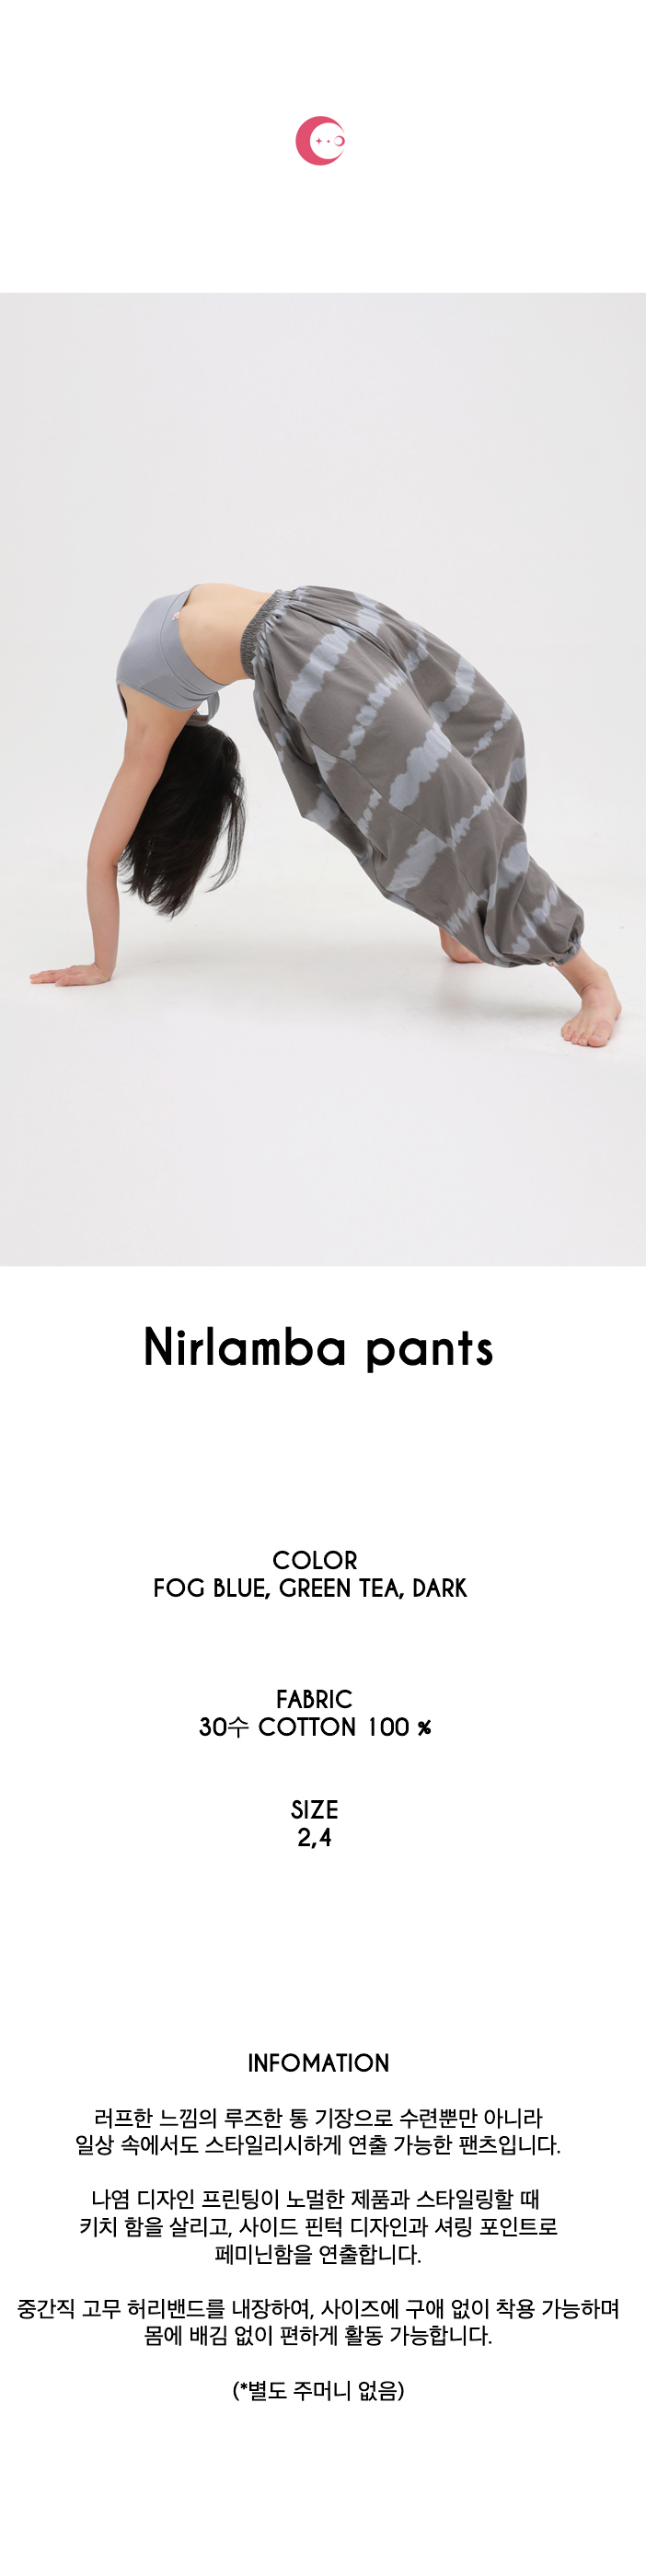 Nirlamba pants
COLOR
FOG BLUE, GREEN TEA, DARK
FABRIC
30수 COTTON 100 %
SIZE
2,4
INFOMATION
러프한 느낌의 루즈한 통 기장으로 수련뿐만 아니라
일상 속에서도 스타일리시하게 연출 가능한 팬츠입니다.
나염 디자인 프린팅이 노멀한 제품과 스타일링할 때
키치 함을 살리고, 사이드 핀턱 디자인과 셔링 포인트로
페미닌함을 연출합니다.
중간직 고무 허리밴드를 내장하여, 사이즈에 구애 없이 착용 가능하며
몸에 배김 없이 편하게 활동 가능합니다.
(*별도 주머니 없음)